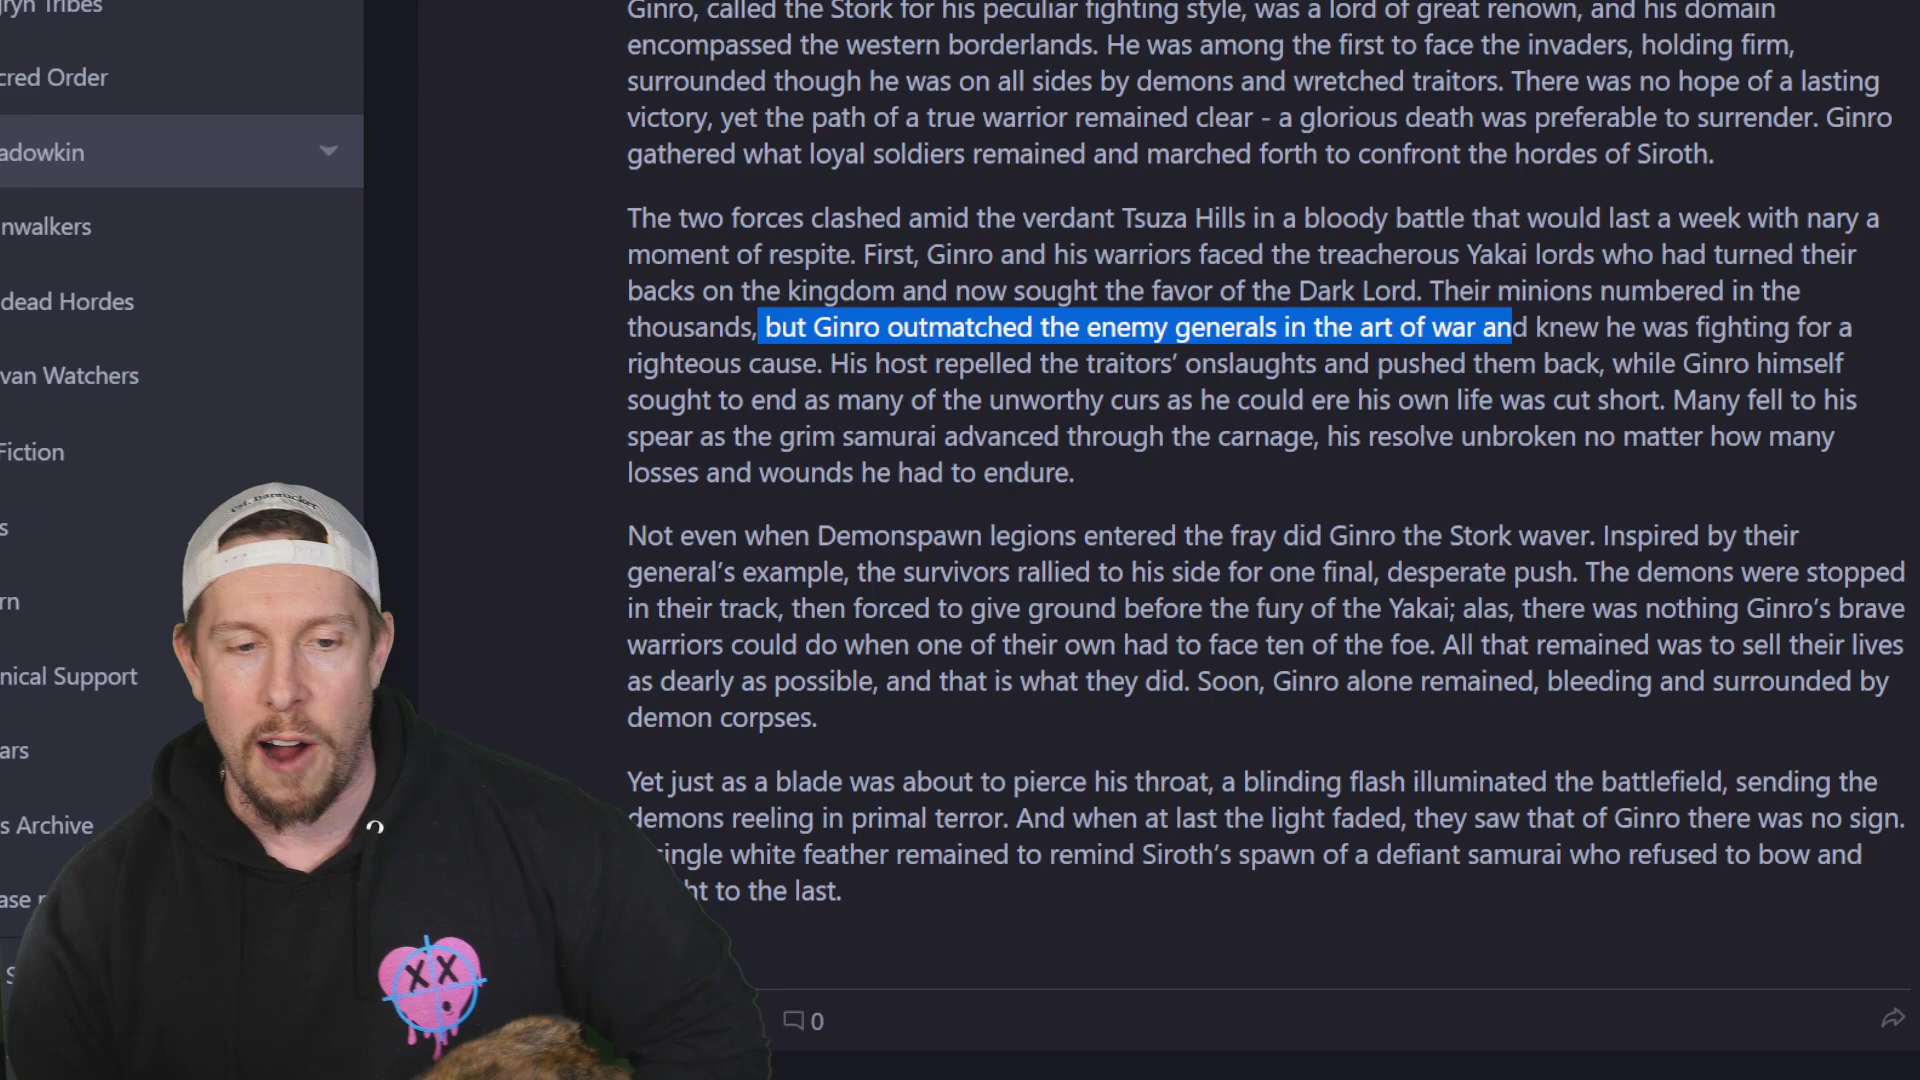 gryn Tribes
cred Order
adowkin
nwalkers
dead Hordes
van Watchers
Fiction
s
rn
nical Support
ars
s Archive
ase
S
Ginro, called the Stork for his peculiar fighting style, was a lord of great renown, and his domain
encompassed the western borderlands. He was among the first to face the invaders, holding firm,
surrounded though he was on all sides by demons and wretched traitors. There was no hope of a lasting
victory, yet the path of a true warrior remained clear - a glorious death was preferable to surrender. Ginro
gathered what loyal soldiers remained and marched forth to confront the hordes of Siroth.
The two forces clashed amid the verdant Tsuza Hills in a bloody battle that would last a week with nary a
moment of respite. First, Ginro and his warriors faced the treacherous Yakai lords who had turned their
backs on the kingdom and now sought the favor of the Dark Lord. Their minions numbered in the
thousands, but Ginro outmatched the enemy generals in the art of war and knew he was fighting for a
righteous cause. His host repelled the traitors’ onslaughts and pushed them back, while Ginro himself
sought to end as many of the unworthy curs as he could ere his own life was cut short. Many fell to his
spear as the grim samurai advanced through the carnage, his resolve unbroken no matter how many
losses and wounds he had to endure.
Not even when Demonspawn legions entered the fray did Ginro the Stork waver. Inspired by their
general’s example, the survivors rallied to his side for one final, desperate push. The demons were stopped
in their track, then forced to give ground before the fury of the Yakai; alas, there was nothing Ginro’s brave
warriors could do when one of their own had to face ten of the foe. All that remained was to sell their lives
as dearly as possible, and that is what they did. Soon, Ginro alone remained, bleeding and surrounded by
demon corpses.
Yet just as a blade was about to pierce his throat, a blinding flash illuminated the battlefield, sending the
demons reeling in primal terror. And when at last the light faded, they saw that of Ginro there was no sign.
single white feather remained to remind Siroth’s spawn of a defiant samurai who refused to bow and
ht to the last.
0
est. nantucket
XX